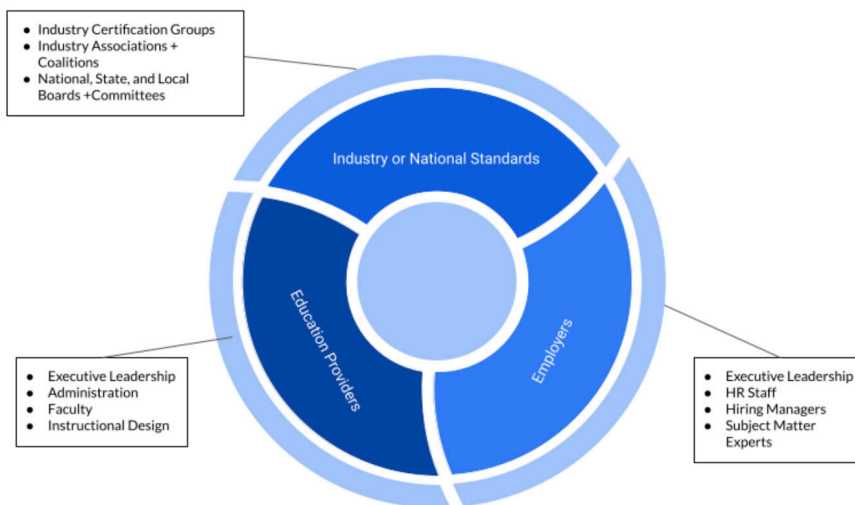 ● Industry Certification Groups
● Industry Associations +
Coalitions
● National, State, and Local
Boards +Committees
Industry or National Standards
Education Providers
Employers
● Executive Leadership
● Administration
● Faculty
● Instructional Design
● Executive Leadership
● HR Staff
● Hiring Managers
● Subject Matter
Experts